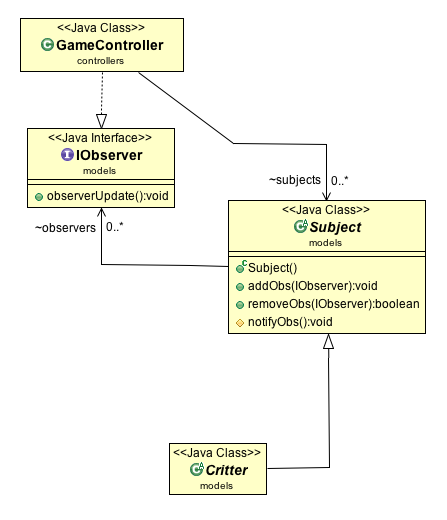 <<Java Class>>
GameController
controllers
<<Java Interface>>
IObserver
models
observerUpdate():void
~subjects 0..*
~observers 0..*
<<Java Class>>
Subject
models
Subject()
addObs(IObserver):void
removeObs(IObserver):boolean
notifyObs():void
<<Java Class>>
Critter
models